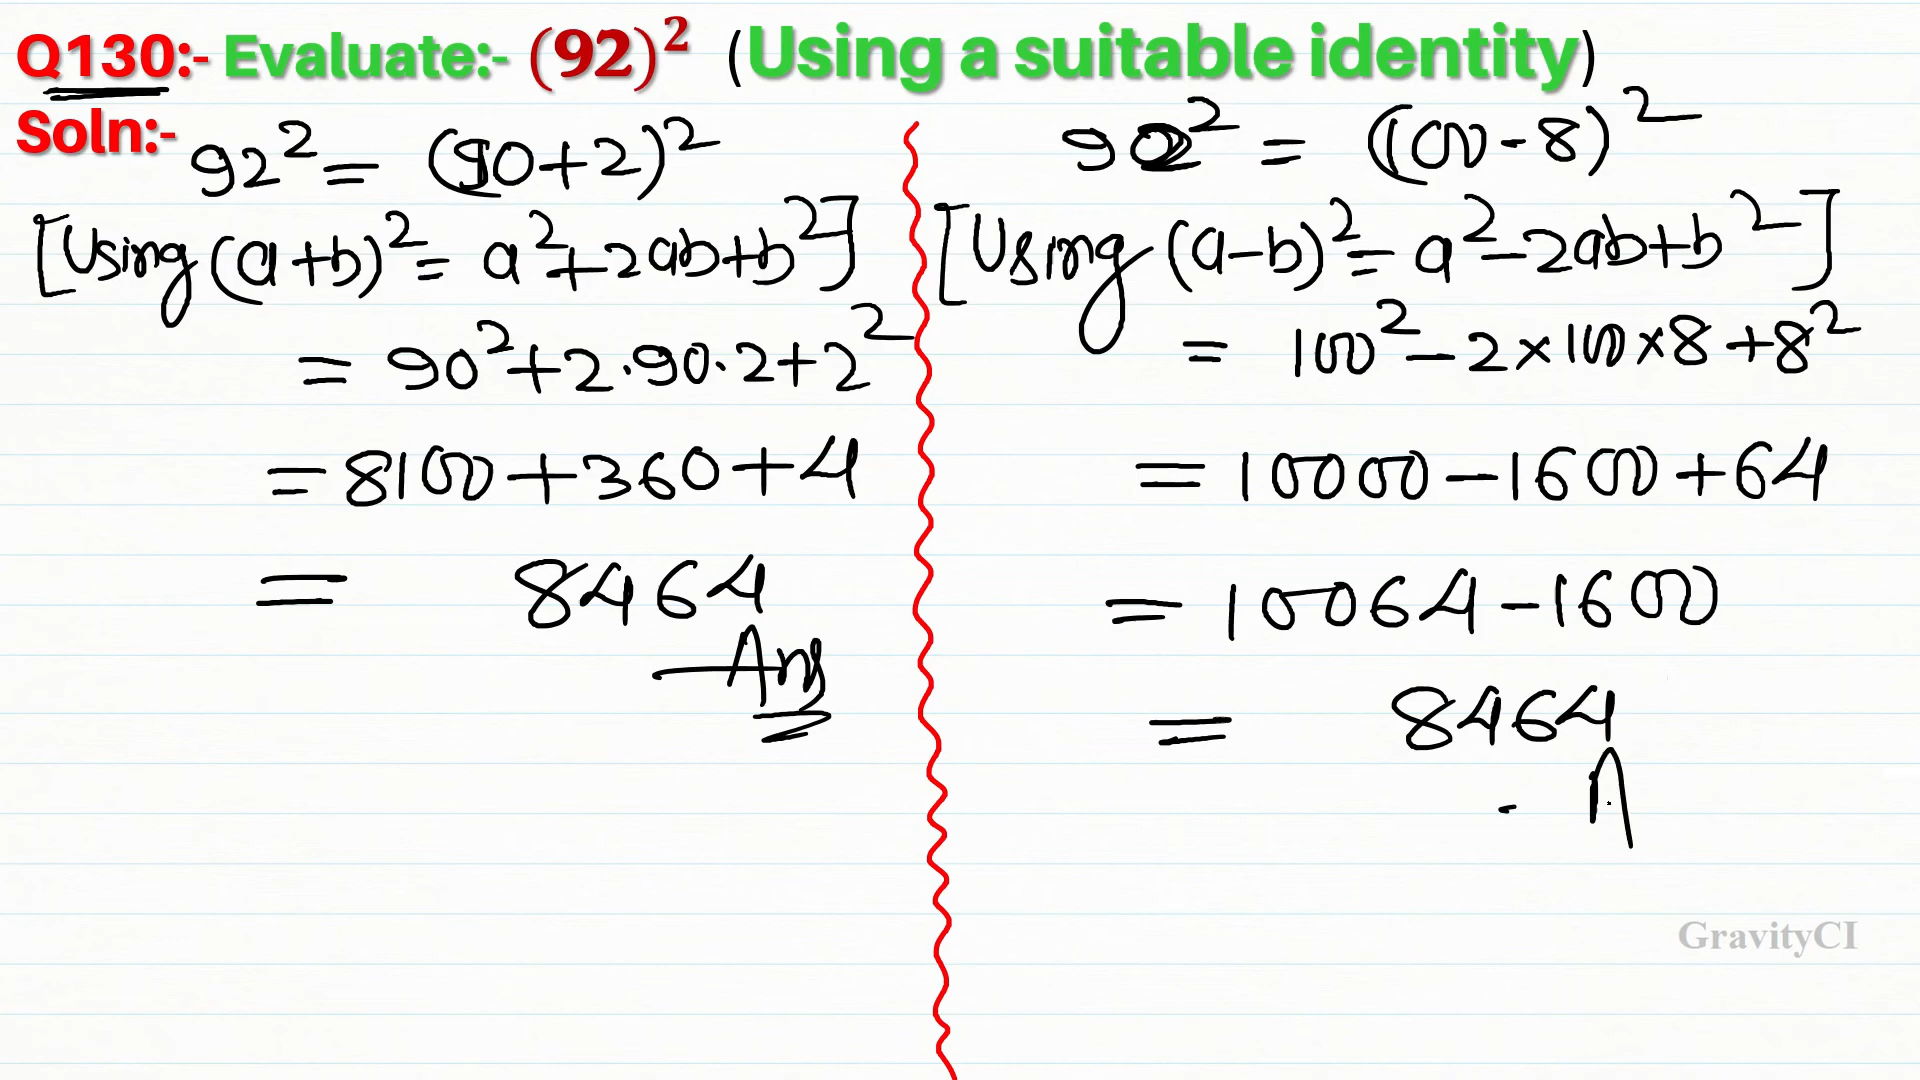 Q130:- Evaluate:- (92)² (Using a suitable identity)
Soln:-
92² = (90+2)²
[Using (a+b)² = a²+2ab+b²]
= 90²+2·90·2+2²
= 8100+360+4
= 8464
Ans
92² = (100-8)²
[Using (a-b)² = a²-2ab+b²]
= 100²-2×100×8+8²
= 10000-1600+64
= 10064-1600
= 8464
- A
GravityCI